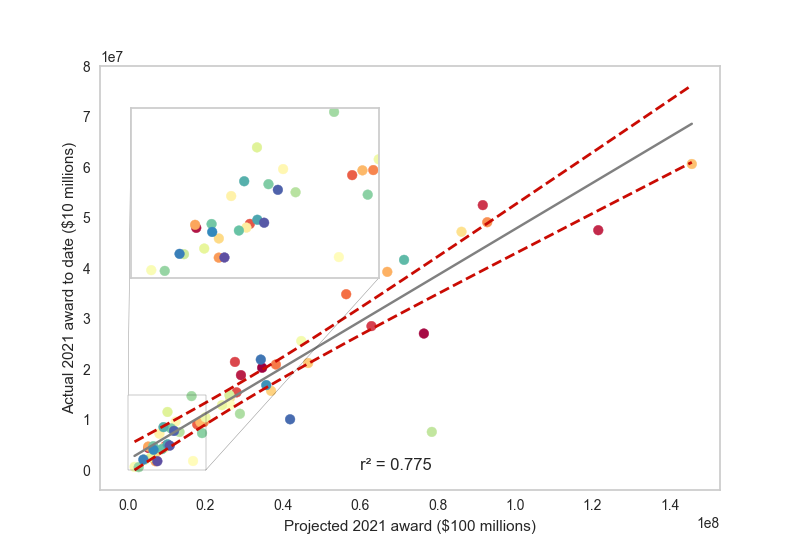 1e7
8
7
6
5
4
3
2
1
0
Actual 2021 award to date ($10 millions)
r² = 0.775
0.0 0.2 0.4 0.6 0.8 1.0 1.2 1.4
1e8
Projected 2021 award ($100 millions)